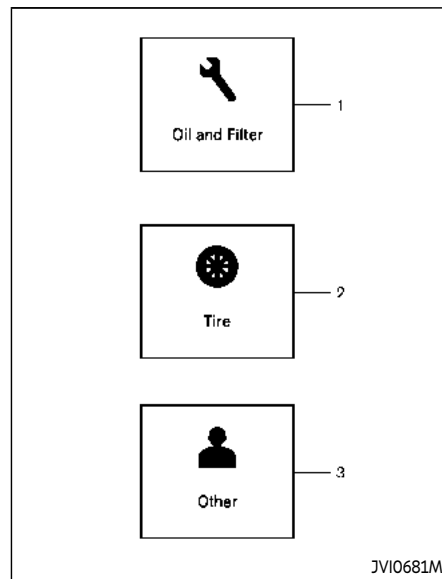 Oil and Filter
1
Tire
2
Other
3
JVI0681M